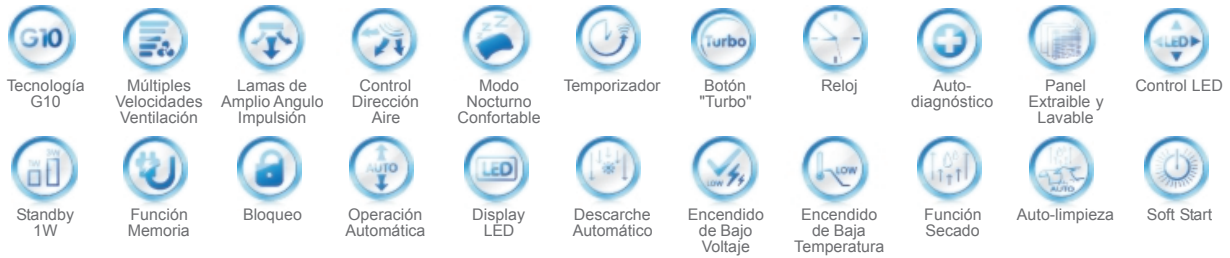 G10
Turbo
LED
Tecnología
G10
Múltiples
Velocidades
Ventilación
Lamas de
Amplio Angulo
Impulsión
Control
Dirección
Aire
Modo
Nocturno
Confortable
Temporizador
Botón
"Turbo"
Reloj
Auto-
diagnóstico
Panel
Extraible y
Lavable
Control LED
1W
AUTO
LED
LOW
LOW
AUTO
Standby
1W
Función
Memoria
Bloqueo
Operación
Automática
Display
LED
Descarche
Automático
Encendido
de Bajo
Voltaje
Encendido
de Baja
Temperatura
Función
Secado
Auto-limpieza
Soft Start